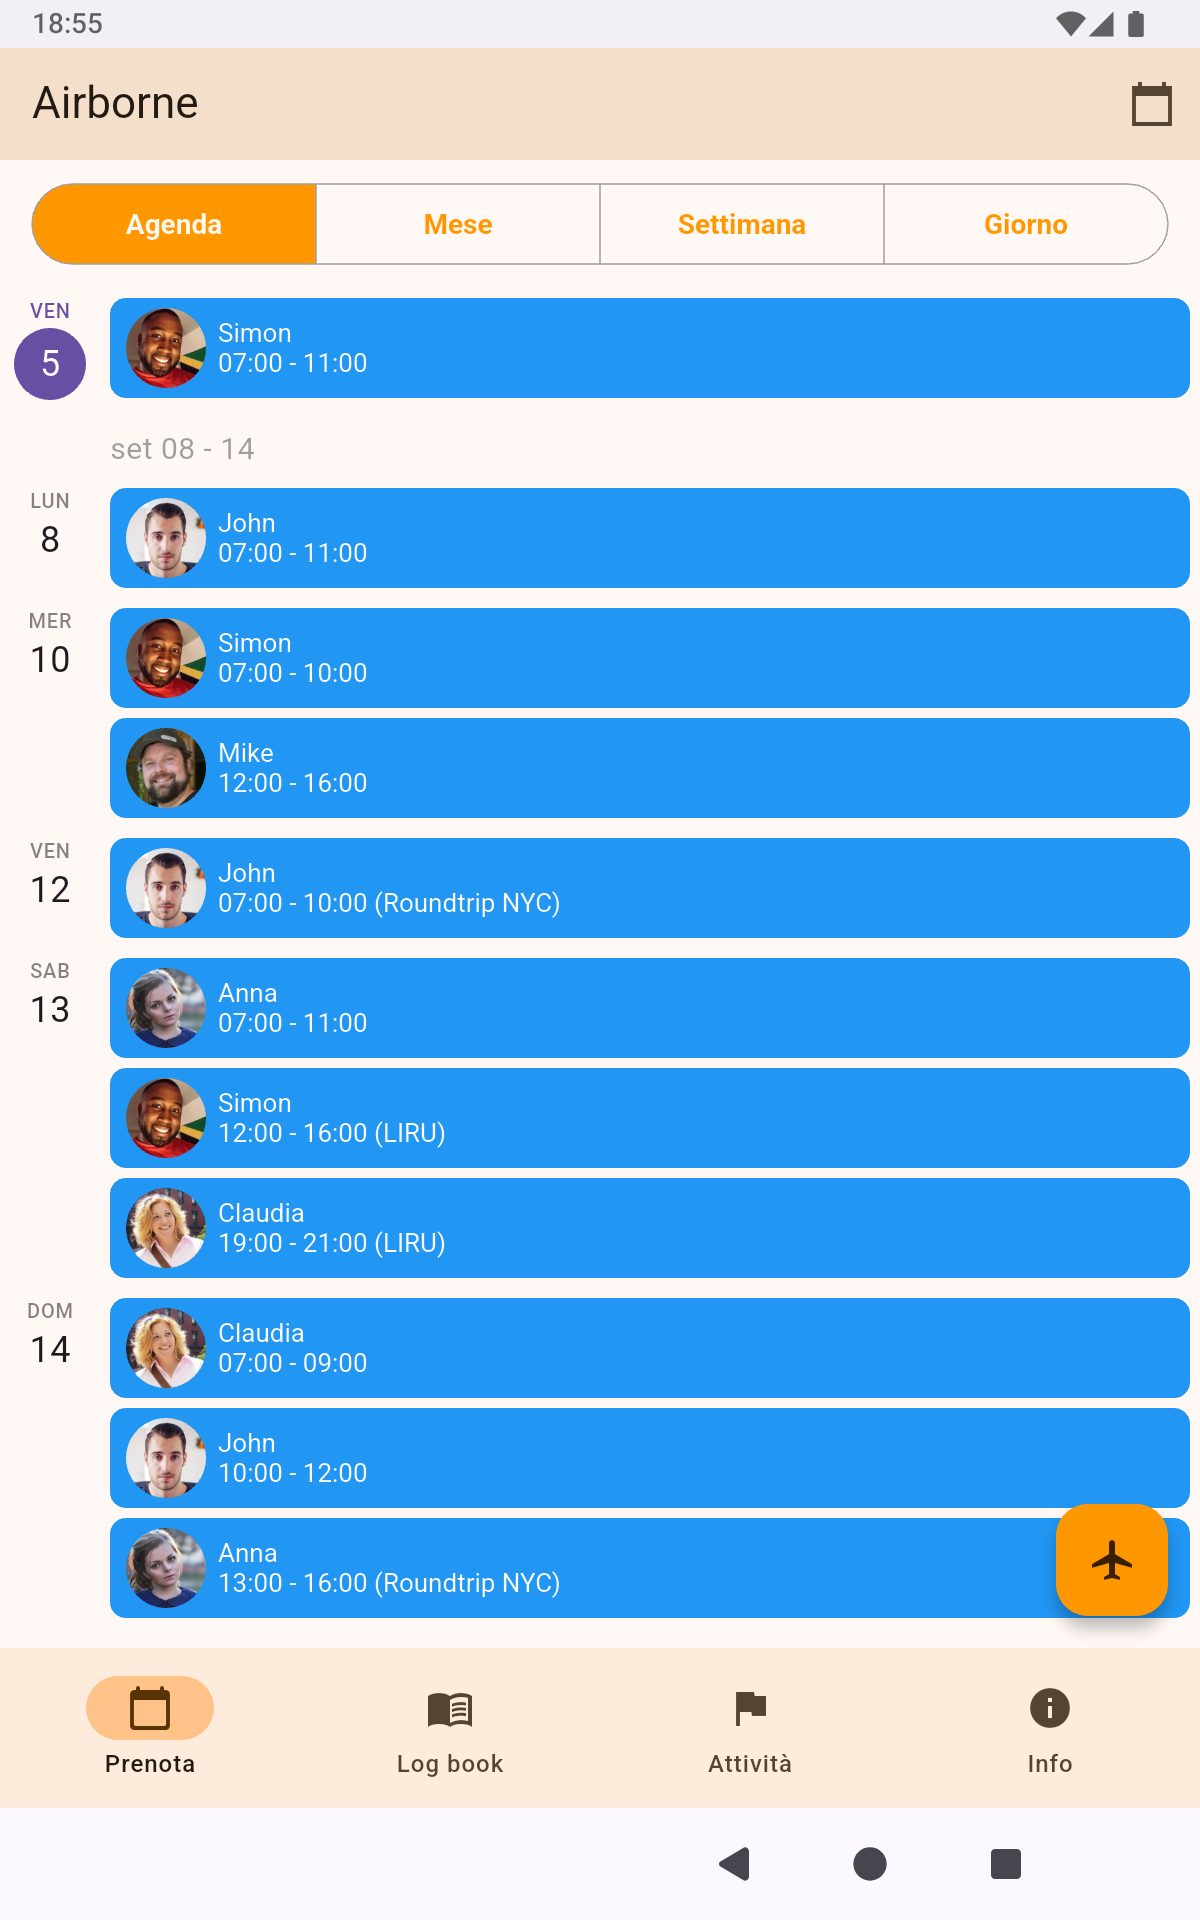 18:55
Airborne
Agenda
Mese
Settimana
Giorno
VEN
5
Simon
07:00 - 11:00
set 08 - 14
LUN
8
John
07:00 - 11:00
MER
10
Simon
07:00 - 10:00
Mike
12:00 - 16:00
VEN
12
John
07:00 - 10:00 (Roundtrip NYC)
SAB
13
Anna
07:00 - 11:00
Simon
12:00 - 16:00 (LIRU)
Claudia
19:00 - 21:00 (LIRU)
DOM
14
Claudia
07:00 - 09:00
John
10:00 - 12:00
Anna
13:00 - 16:00 (Roundtrip NYC)
Prenota
Log book
Attività
Info